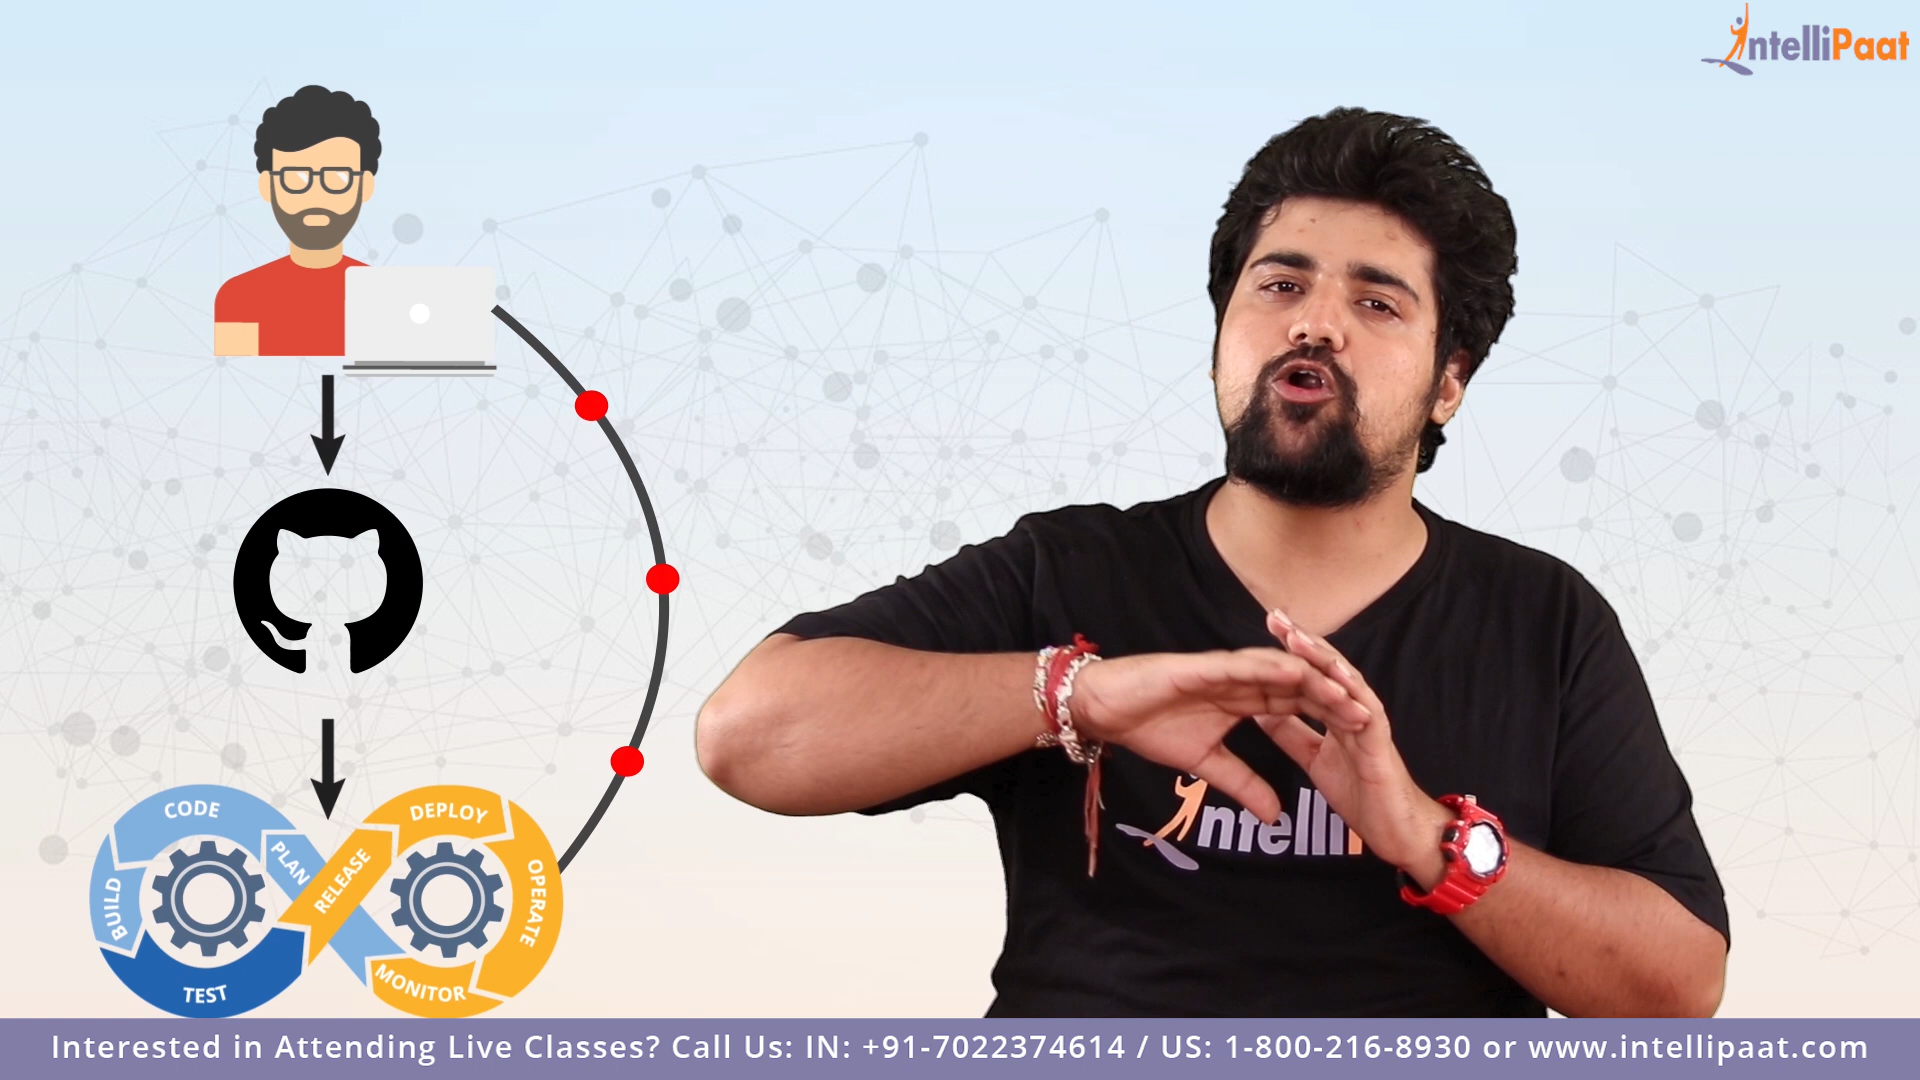 IntelliPaat
CODE
PLAN
BUILD
TEST
RELEASE
DEPLOY
OPERATE
MONITOR
Intelli
Interested in Attending Live Classes? Call Us: IN: +91-7022374614 / US: 1-800-216-8930 or www.intellipaat.com